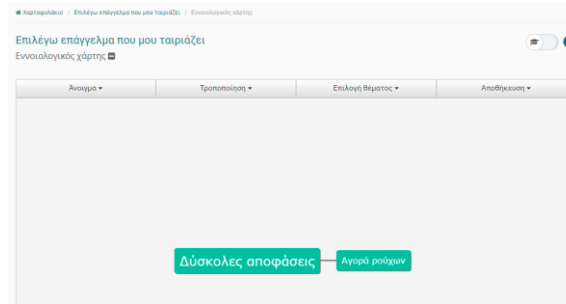 Χαρτοφυλάκιο / Επιλέγω επάγγελμα που μου ταιριάζει / Εννοιολογικός χάρτης
Επιλέγω επάγγελμα που μου ταιριάζει
Εννοιολογικός χάρτης
Άνοιγμα Τροποποίηση Επιλογή θέματος Αποθήκευση
Δύσκολες αποφάσεις Αγορά ρούχων